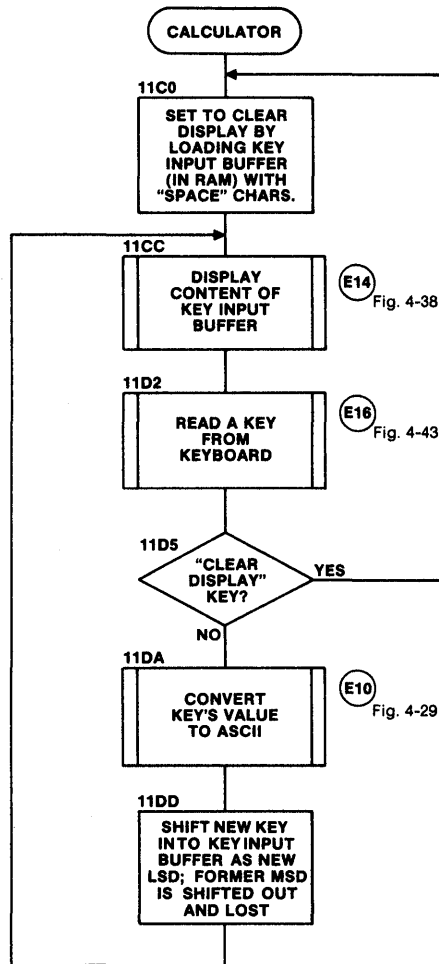 CALCULATOR
11C0
SET TO CLEAR
DISPLAY BY
LOADING KEY
INPUT BUFFER
(IN RAM) WITH
"SPACE" CHARS.
11CC
DISPLAY
CONTENT OF
KEY INPUT
BUFFER
E14
Fig. 4-38
11D2
READ A KEY
FROM
KEYBOARD
E16
Fig. 4-43
11D5
"CLEAR
DISPLAY"
KEY?
YES
NO
11DA
CONVERT
KEY'S VALUE
TO ASCII
E10
Fig. 4-29
11DD
SHIFT NEW KEY
INTO KEY INPUT
BUFFER AS NEW
LSD; FORMER MSD
IS SHIFTED OUT
AND LOST